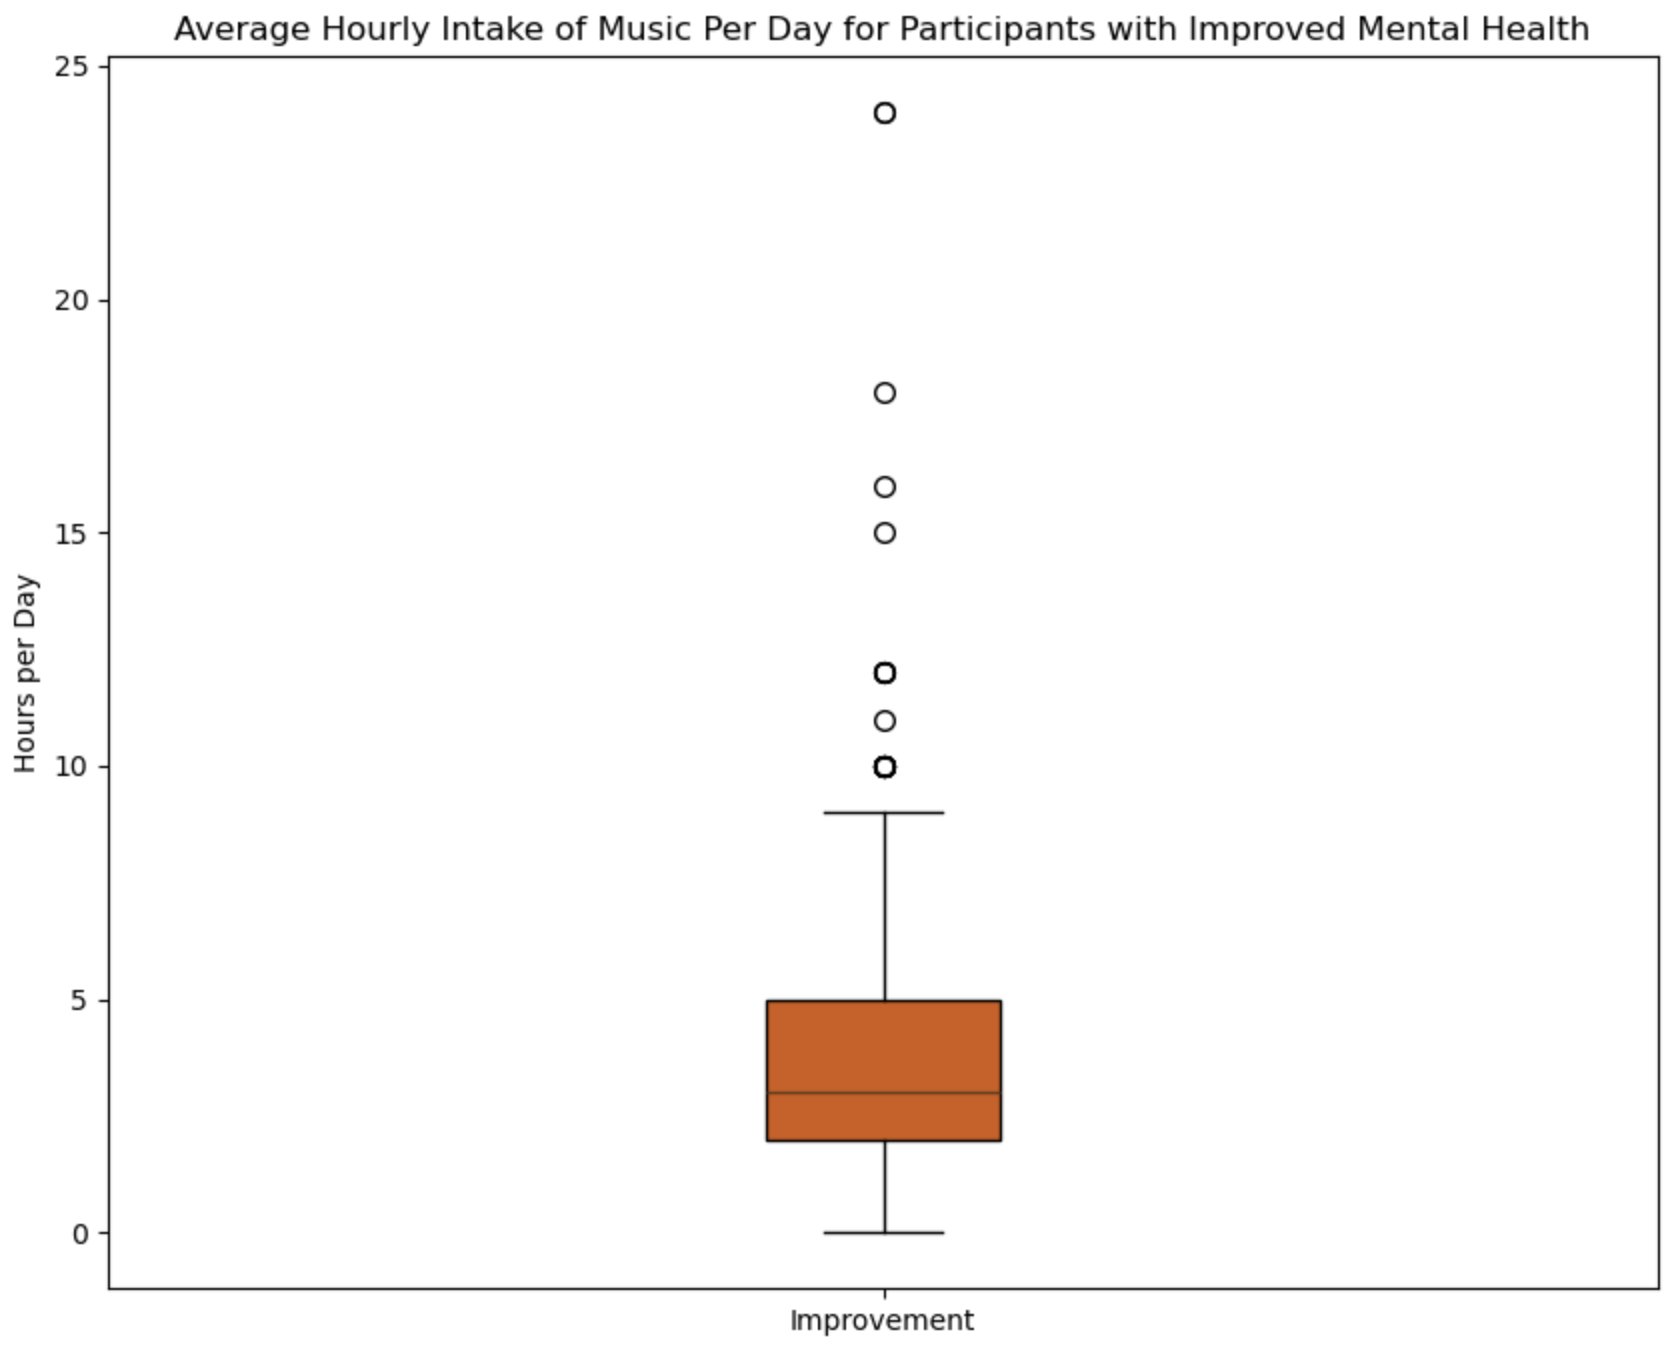 Average Hourly Intake of Music Per Day for Participants with Improved Mental Health
25
20
15
10
5
0
Hours per Day
Improvement